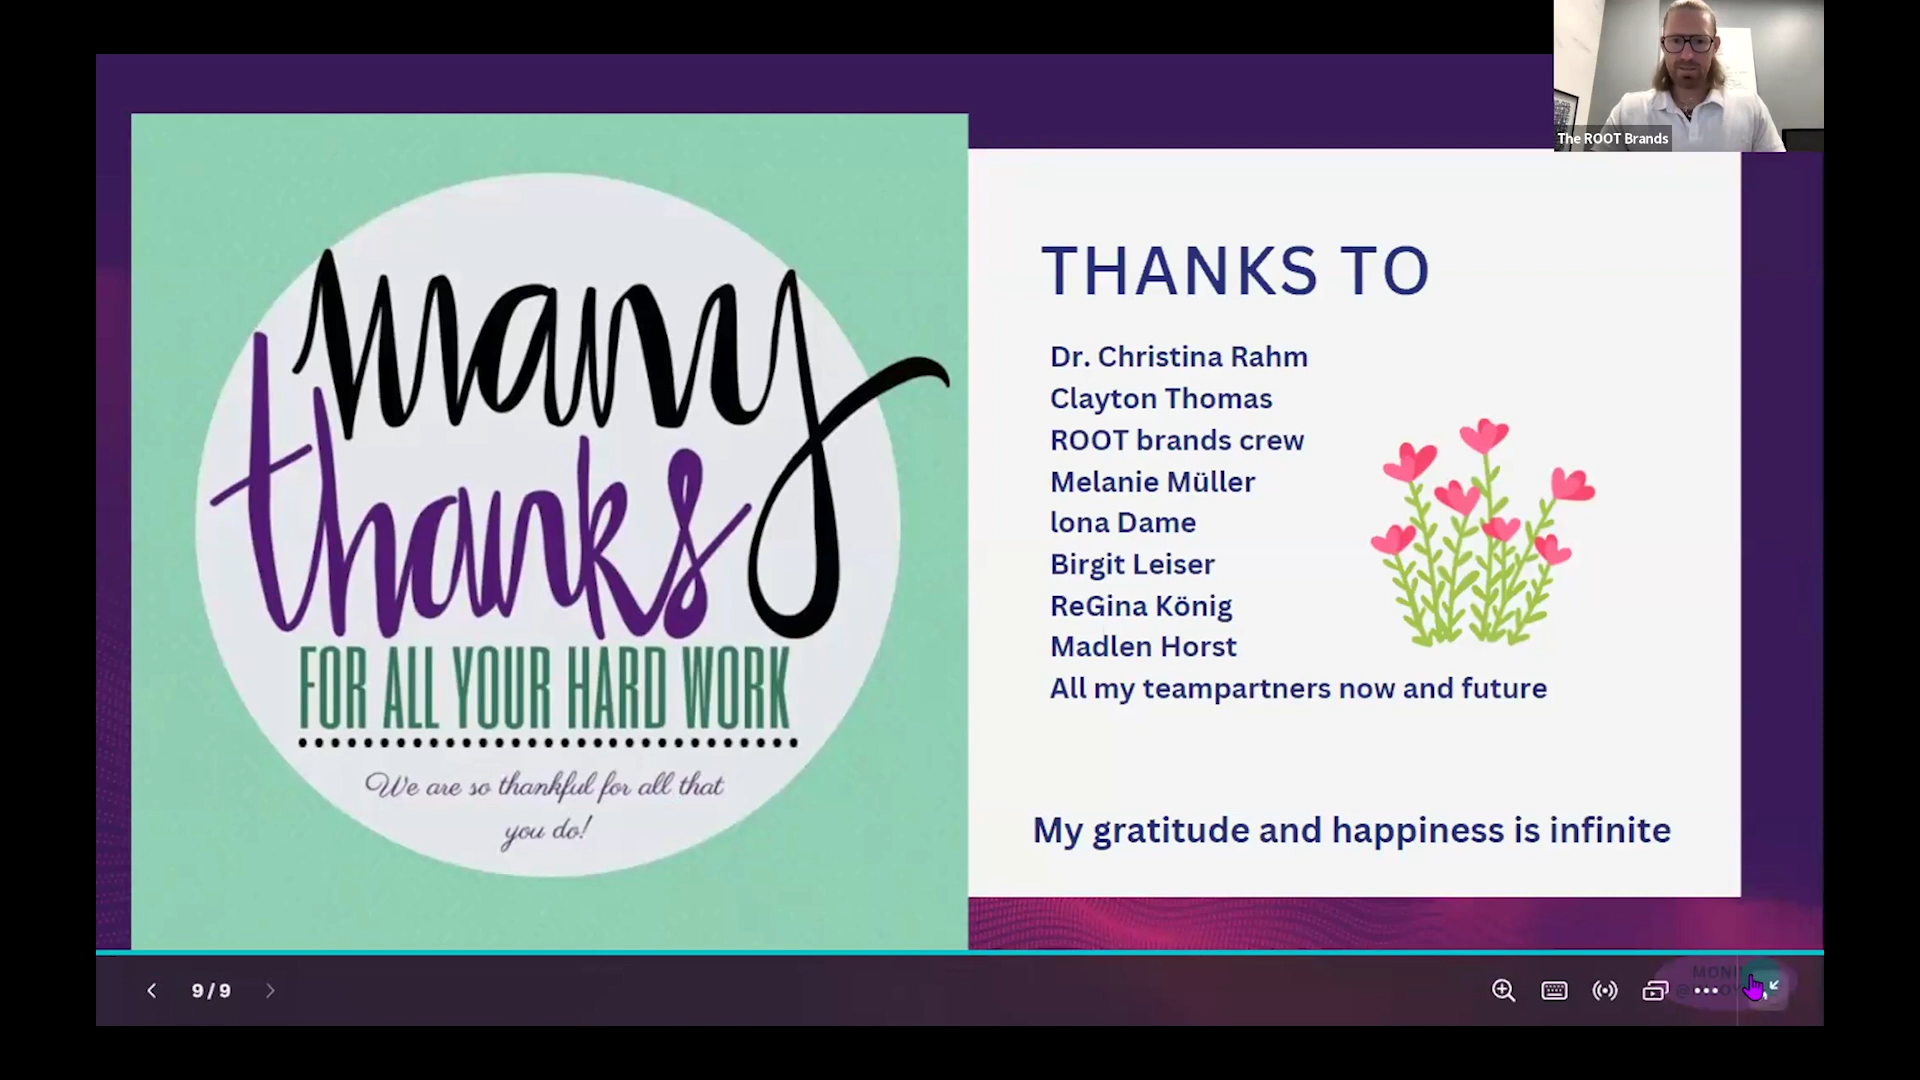 The ROOT Brands
many
thanks
FOR ALL YOUR HARD WORK
We are so thankful for all that
you do!
THANKS TO
Dr. Christina Rahm
Clayton Thomas
ROOT brands crew
Melanie Müller
lona Dame
Birgit Leiser
ReGina König
Madlen Horst
All my teampartners now and future
My gratitude and happiness is infinite
9/9